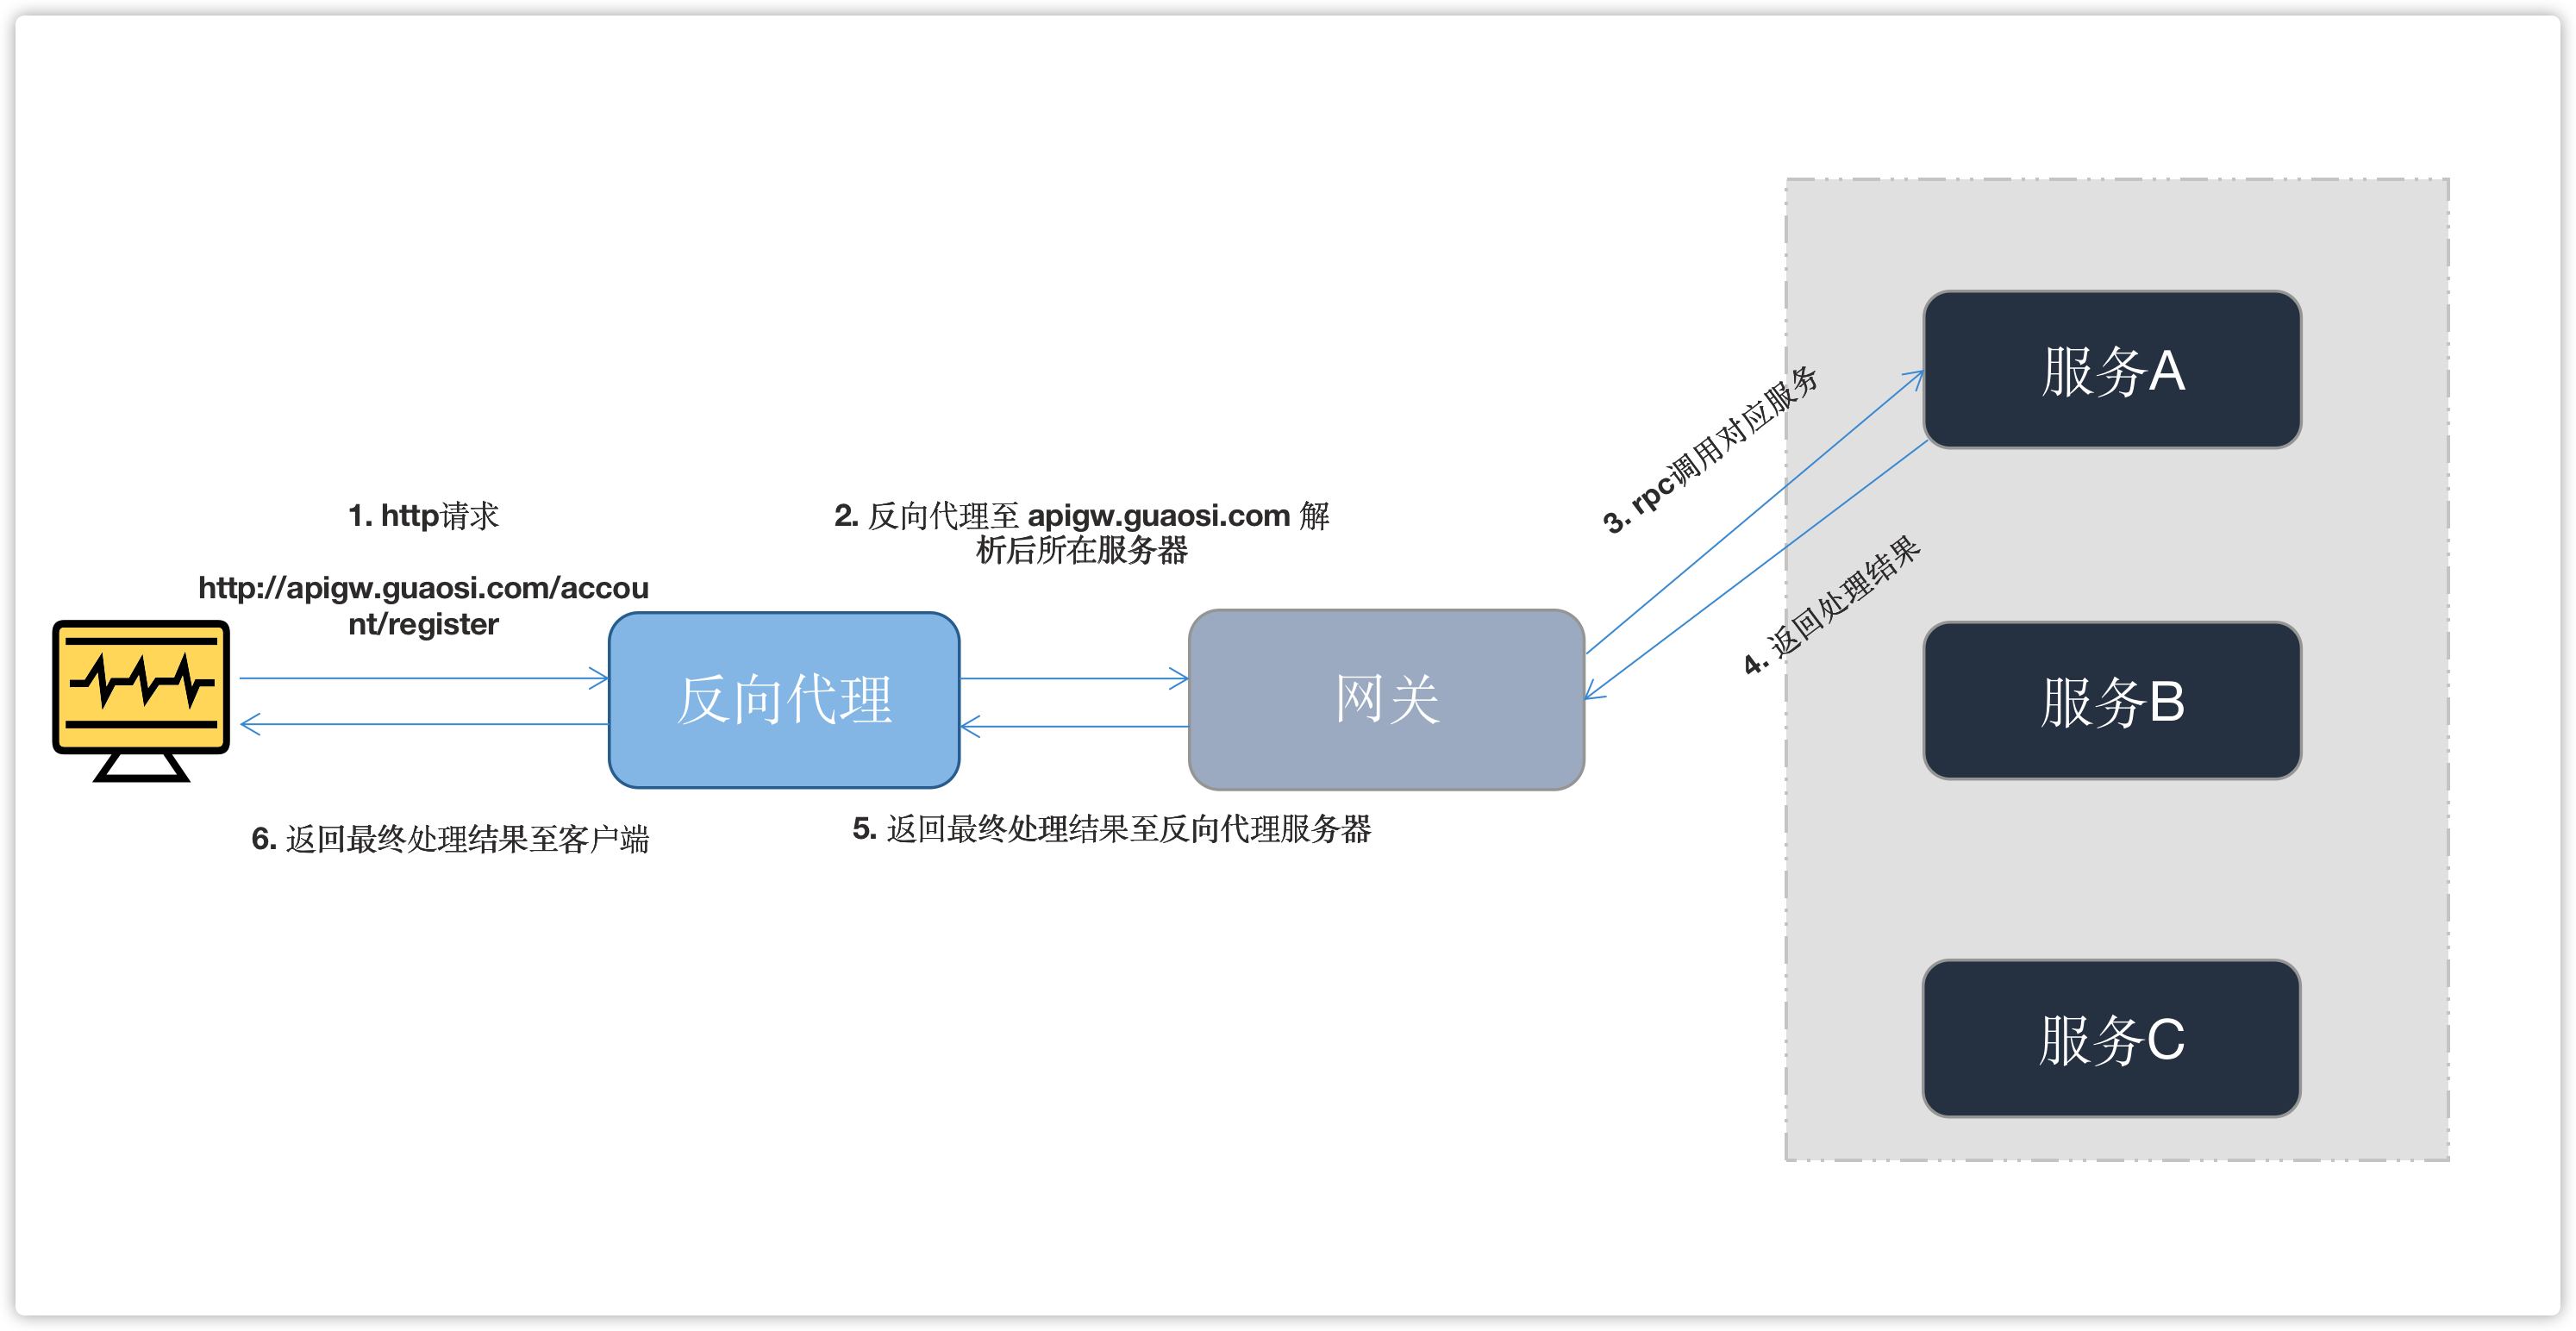 1. http请求
http://apigw.guaosi.com/accou
nt/register
2. 反向代理至 apigw.guaosi.com 解
析后所在服务器
3. rpc调用对应服务
4. 返回处理结果
反向代理
网关
服务A
服务B
服务C
5. 返回最终处理结果至反向代理服务器
6. 返回最终处理结果至客户端